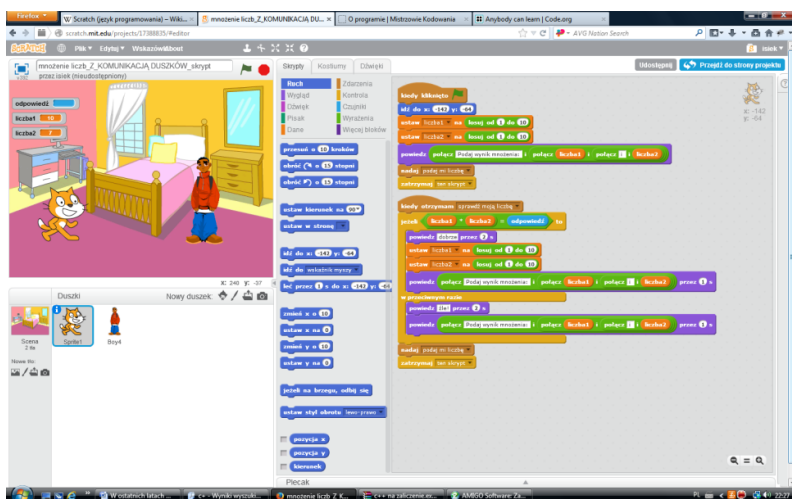 Firefox
W Scratch (język programowania) – Wiki...
mnożenie liczb_Z_KOMUNIKACJĄ DU...
O programie | Mistrzowie Kodowania
Anybody can learn | Code.org
scratch.mit.edu/projects/17388835/#editor
AVG Nation Search
SCRATCH
Plik
Edytuj
Wskazówki
About
isiek
mnożenie liczb_Z_KOMUNIKACJĄ DUSZKÓW_skrypt
przez isiek (nieudostępniony)
Skrypty
Kostiumy
Dźwięki
Udostępnij
Przejdź do strony projektu
odpowiedź
liczba1 10
liczba2 7
Ruch
Wygląd
Dźwięk
Pisak
Dane
Zdarzenia
Kontrola
Czujniki
Wyrażenia
Więcej bloków
przesuń o 10 kroków
obróć o 15 stopni
obróć o 15 stopni
ustaw kierunek na 90
ustaw w stronę
idź do x: -142 y: -64
idź do wskaźnik myszy
leć przez 1 s do x: -142 y: -64
zmień x o 10
ustaw x na 0
zmień y o 10
ustaw y na 0
jeżeli na brzegu, odbij się
ustaw styl obrotu lewo-prawo
pozycja x
pozycja y
kierunek
kiedy kliknięto
idź do x: -142 y: -64
ustaw liczba1 na losuj od 1 do 10
ustaw liczba2 na losuj od 1 do 10
powiedz połącz Podaj wynik mnożenia: i połącz liczba1 i połącz i liczba2
nadaj podaj mi liczbę
zatrzymaj ten skrypt
kiedy otrzymam sprawdź moją liczbę
jeżeli liczba1 * liczba2 = odpowiedź to
powiedz dobrze przez 2 s
ustaw liczba1 na losuj od 1 do 10
ustaw liczba2 na losuj od 1 do 10
powiedz połącz Podaj wynik mnożenia: i połącz liczba1 i połącz i liczba2 przez 1 s
w przeciwnym razie
powiedz źle! przez 2 s
powiedz połącz Podaj wynik mnożenia: i połącz liczba1 i połącz i liczba2 przez 1 s
nadaj podaj mi liczbę
zatrzymaj ten skrypt
x: -142
y: -64
x: 240 y: -37
Duszki
Nowy duszek:
Scena
2 tła
Nowe tło:
Sprite1
Boy4
Plecak
W ostatnich latach ...
c+ - Wyniki wyszuki...
mnożenie liczb_Z_K...
c++ na zaliczenie.ex...
AMIGO Software: Za...
PL
22:27